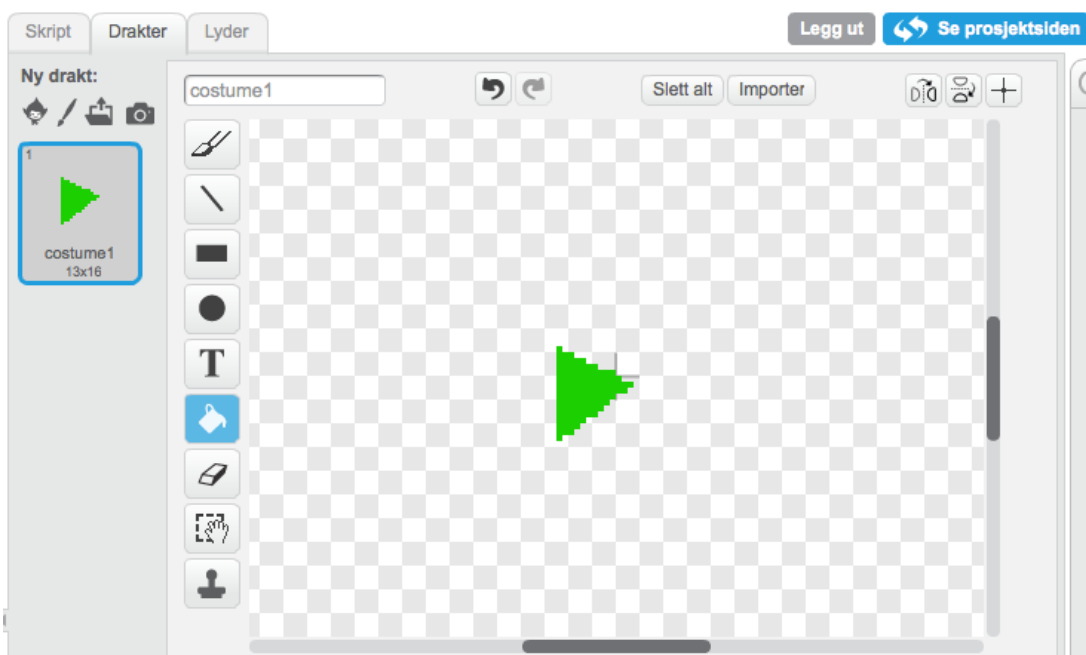 Skript Drakter Lyder Legg ut Se prosjektsiden
Ny drakt:
costume1 Slett alt Importer
1
costume1
13x16
T